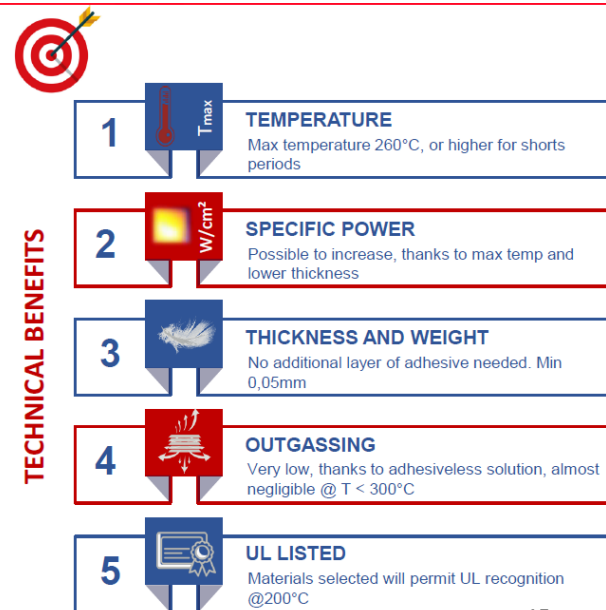 TECHNICAL BENEFITS
1
Tmax
TEMPERATURE
Max temperature 260°C, or higher for shorts
periods
2
W/cm²
SPECIFIC POWER
Possible to increase, thanks to max temp and
lower thickness
3
THICKNESS AND WEIGHT
No additional layer of adhesive needed. Min
0,05mm
4
OUTGASSING
Very low, thanks to adhesiveless solution, almost
negligible @ T < 300°C
5
UL LISTED
Materials selected will permit UL recognition
@200°C